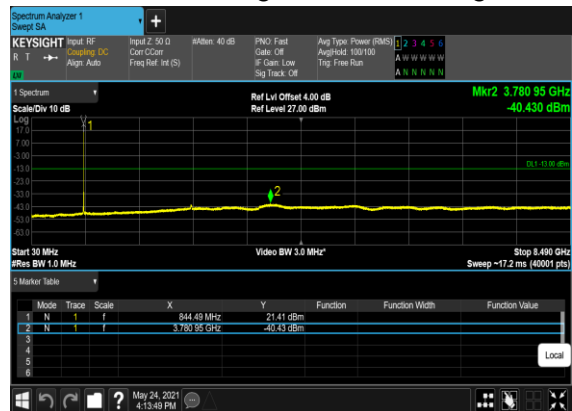 Spectrum Analyzer 1
Swept SA
KEYSIGHT Input: RF Input Z: 50 Ω #Atten: 40 dB PNO: Fast Avg Type: Power (RMS) 1 2 3 4 5 6
R T Coupling: DC Corr CCorr Gate: Off Avg|Hold: 100/100 A W W W W W
Align: Auto Freq Ref: Int (S) IF Gain: Low Trig: Free Run
LXI Sig Track: Off A N N N N N
1 Spectrum Ref Lvl Offset 4.00 dB Mkr2 3.780 95 GHz
Scale/Div 10 dB Ref Level 27.00 dBm -40.430 dBm
Log
17.0
7.00
-3.00
-13.0 DL1 -13.00 dBm
-23.0
-33.0
-43.0
-53.0
-63.0
1
2
Start 30 MHz Video BW 3.0 MHz* Stop 8.490 GHz
#Res BW 1.0 MHz Sweep ~17.2 ms (40001 pts)
5 Marker Table
Mode Trace Scale X Y Function Function Width Function Value
1 N 1 f 844.49 MHz 21.41 dBm
2 N 1 f 3.780 95 GHz -40.43 dBm
3
4
5
6
Local
? May 24, 2021
4:13:49 PM